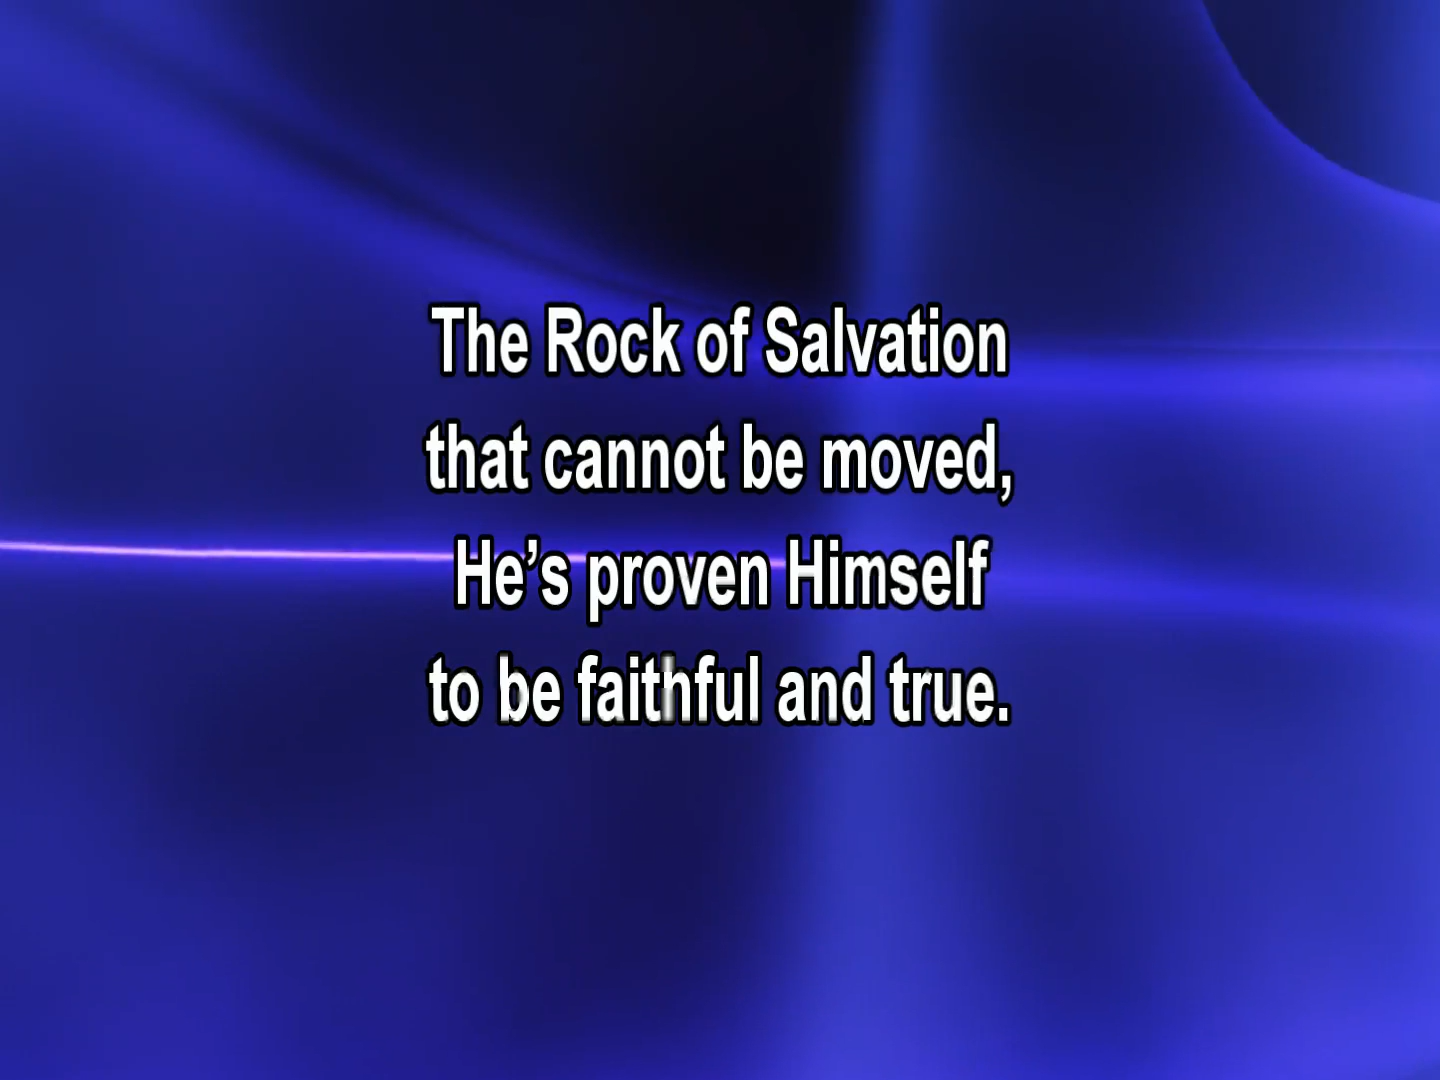 The Rock of Salvation
that cannot be moved,
He’s proven Himself
to be faithful and true.